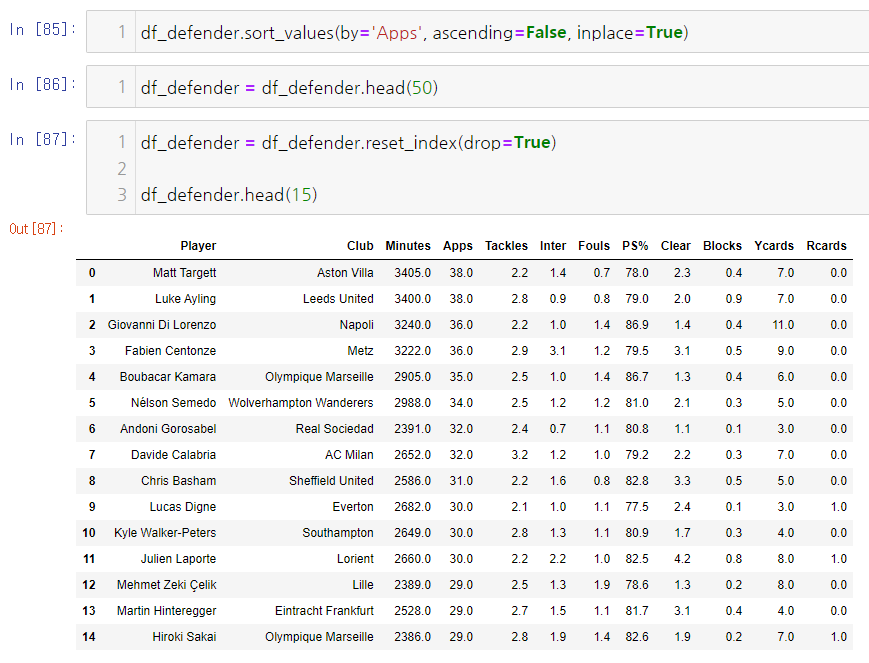 In [85]: 1 df_defender.sort_values(by='Apps', ascending=False, inplace=True)
In [86]: 1 df_defender = df_defender.head(50)
In [87]: 1 df_defender = df_defender.reset_index(drop=True)
2
3 df_defender.head(15)
Out[87]:
Player Club Minutes Apps Tackles Inter Fouls PS% Clear Blocks Ycards Rcards
0 Matt Targett Aston Villa 3405.0 38.0 2.2 1.4 0.7 78.0 2.3 0.4 7.0 0.0
1 Luke Ayling Leeds United 3400.0 38.0 2.8 0.9 0.8 79.0 2.0 0.9 7.0 0.0
2 Giovanni Di Lorenzo Napoli 3240.0 36.0 2.2 1.0 1.4 86.9 1.4 0.4 11.0 0.0
3 Fabien Centonze Metz 3222.0 36.0 2.9 3.1 1.2 79.5 3.1 0.5 9.0 0.0
4 Boubacar Kamara Olympique Marseille 2905.0 35.0 2.5 1.0 1.4 86.7 1.3 0.4 6.0 0.0
5 Nélson Semedo Wolverhampton Wanderers 2988.0 34.0 2.5 1.2 1.2 81.0 2.1 0.3 5.0 0.0
6 Andoni Gorosabel Real Sociedad 2391.0 32.0 2.4 0.7 1.1 80.8 1.1 0.1 3.0 0.0
7 Davide Calabria AC Milan 2652.0 32.0 3.2 1.2 1.0 79.2 2.2 0.3 7.0 0.0
8 Chris Basham Sheffield United 2586.0 31.0 2.2 1.6 0.8 82.8 3.3 0.5 5.0 0.0
9 Lucas Digne Everton 2682.0 30.0 2.1 1.0 1.1 77.5 2.4 0.1 3.0 1.0
10 Kyle Walker-Peters Southampton 2649.0 30.0 2.8 1.3 1.1 80.9 1.7 0.3 4.0 0.0
11 Julien Laporte Lorient 2660.0 30.0 2.2 2.2 1.0 82.5 4.2 0.8 8.0 1.0
12 Mehmet Zeki Çelik Lille 2389.0 29.0 2.5 1.3 1.9 78.6 1.3 0.2 8.0 0.0
13 Martin Hinteregger Eintracht Frankfurt 2528.0 29.0 2.7 1.5 1.1 81.7 3.1 0.4 4.0 0.0
14 Hiroki Sakai Olympique Marseille 2386.0 29.0 2.8 1.9 1.4 82.6 1.9 0.2 7.0 1.0